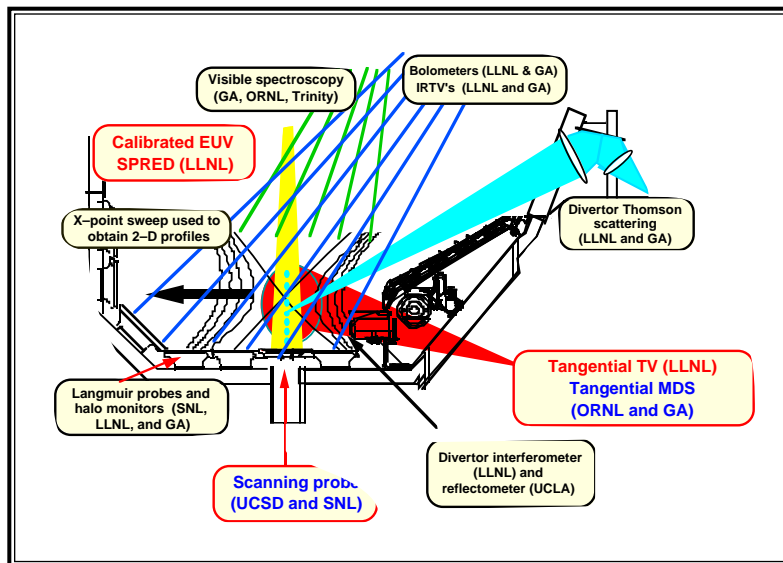 Visible spectroscopy
(GA, ORNL, Trinity)
Bolometers (LLNL & GA)
IRTV's (LLNL and GA)
Calibrated EUV
SPRED (LLNL)
X–point sweep used to
obtain 2–D profiles
Divertor Thomson
scattering
(LLNL and GA)
Langmuir probes and
halo monitors (SNL,
LLNL, and GA)
Tangential TV (LLNL)
Tangential MDS
(ORNL and GA)
Divertor interferometer
(LLNL) and
reflectometer (UCLA)
Scanning probe
(UCSD and SNL)